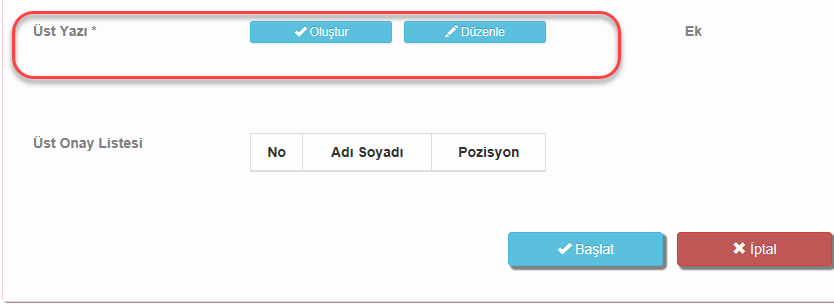 Üst Yazı * Oluştur Düzenle Ek
Üst Onay Listesi No Adı Soyadı Pozisyon
Başlat İptal